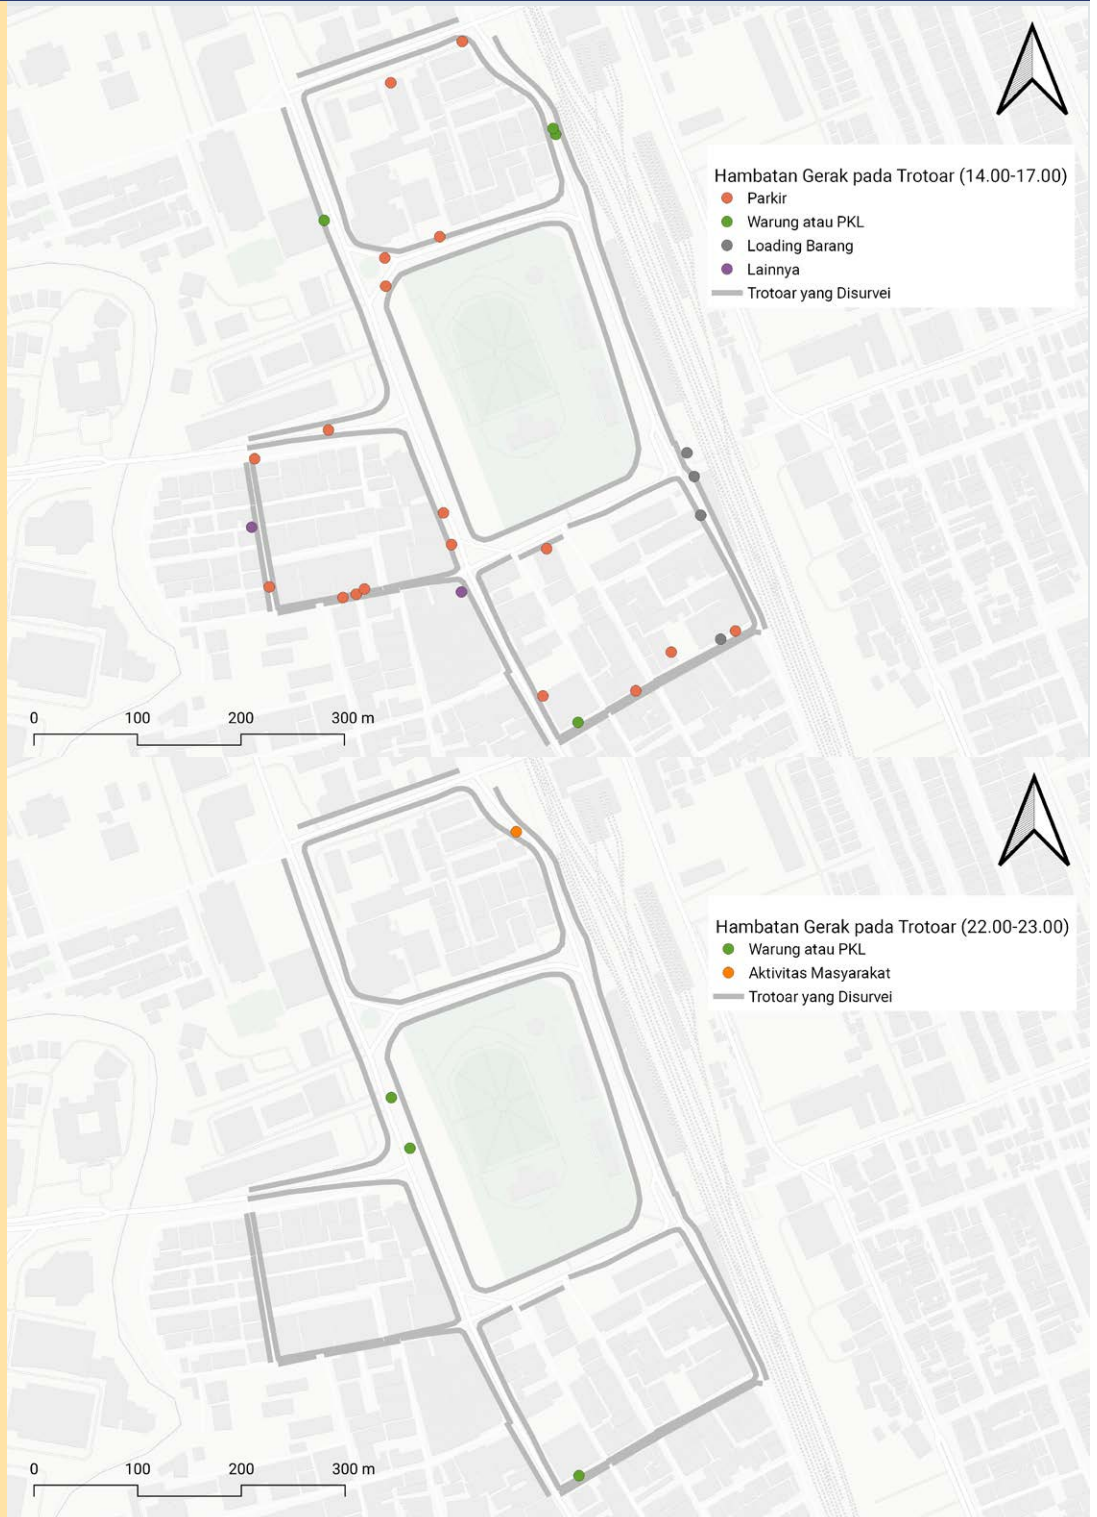 Hambatan Gerak pada Trotoar (14.00-17.00)
Parkir
Warung atau PKL
Loading Barang
Lainnya
Trotoar yang Disurvei
0 100 200 300 m
Hambatan Gerak pada Trotoar (22.00-23.00)
Warung atau PKL
Aktivitas Masyarakat
Trotoar yang Disurvei
0 100 200 300 m